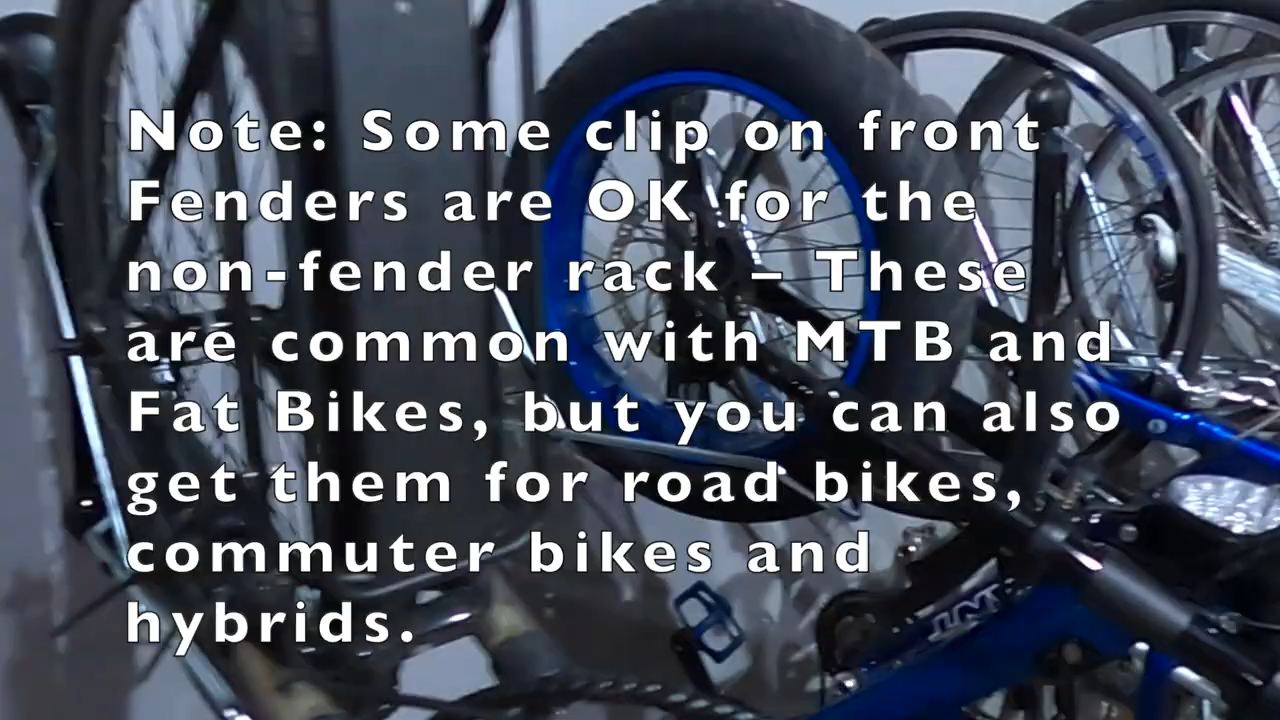 Note: Some clip on front
Fenders are OK for the
non-fender rack – These
are common with MTB and
Fat Bikes, but you can also
get them for road bikes,
commuter bikes and
hybrids.